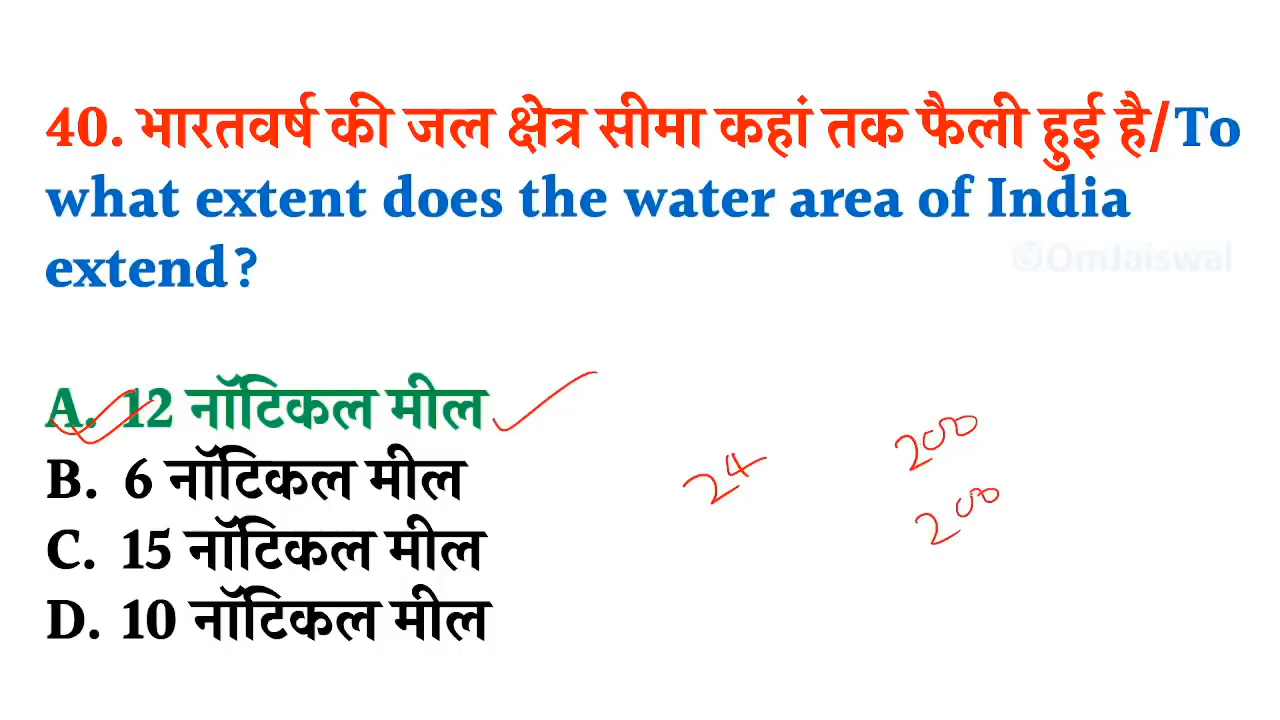 40. भारतवर्ष की जल क्षेत्र सीमा कहां तक फैली हुई है/To
what extent does the water area of India
extend?
©OmJaiswal
A. 12 नॉटिकल मील
B. 6 नॉटिकल मील
C. 15 नॉटिकल मील
D. 10 नॉटिकल मील
24
200
200